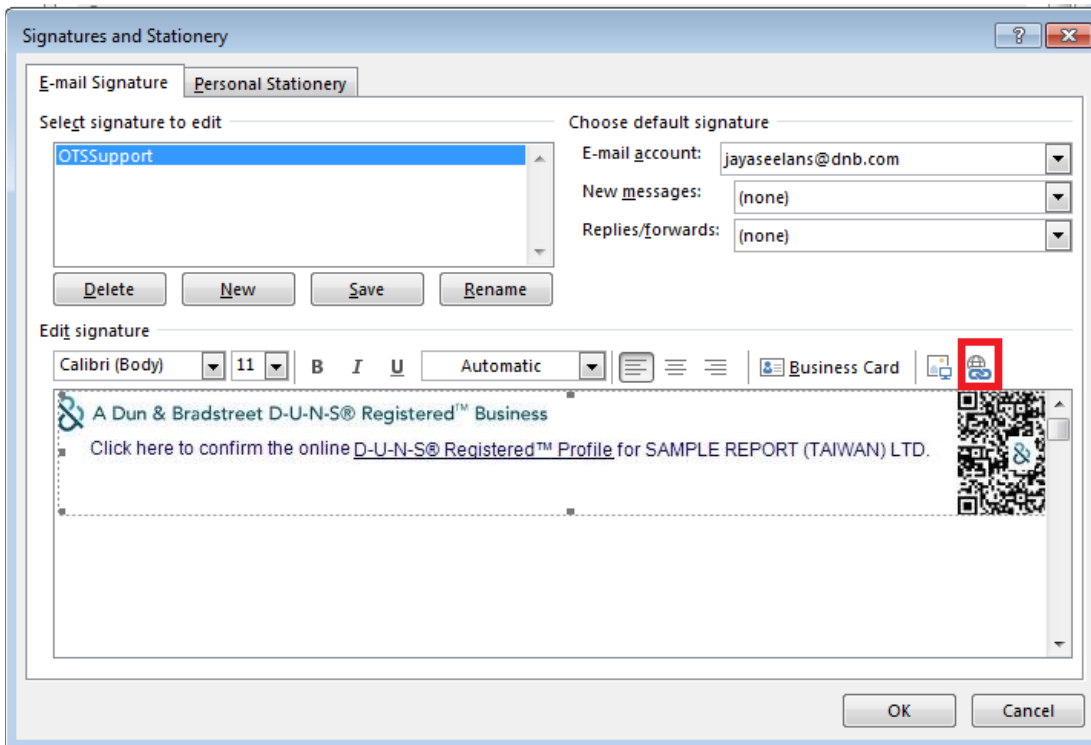 Signatures and Stationery
E-mail Signature
Personal Stationery
Select signature to edit
OTSSupport
Delete
New
Save
Rename
Choose default signature
E-mail account:
jayaseelans@dnb.com
New messages:
(none)
Replies/forwards:
(none)
Edit signature
Calibri (Body)
11
B
I
U
Automatic
Business Card
& A Dun & Bradstreet D-U-N-S® Registered™ Business
Click here to confirm the online D-U-N-S® Registered™ Profile for SAMPLE REPORT (TAIWAN) LTD.
&
OK
Cancel